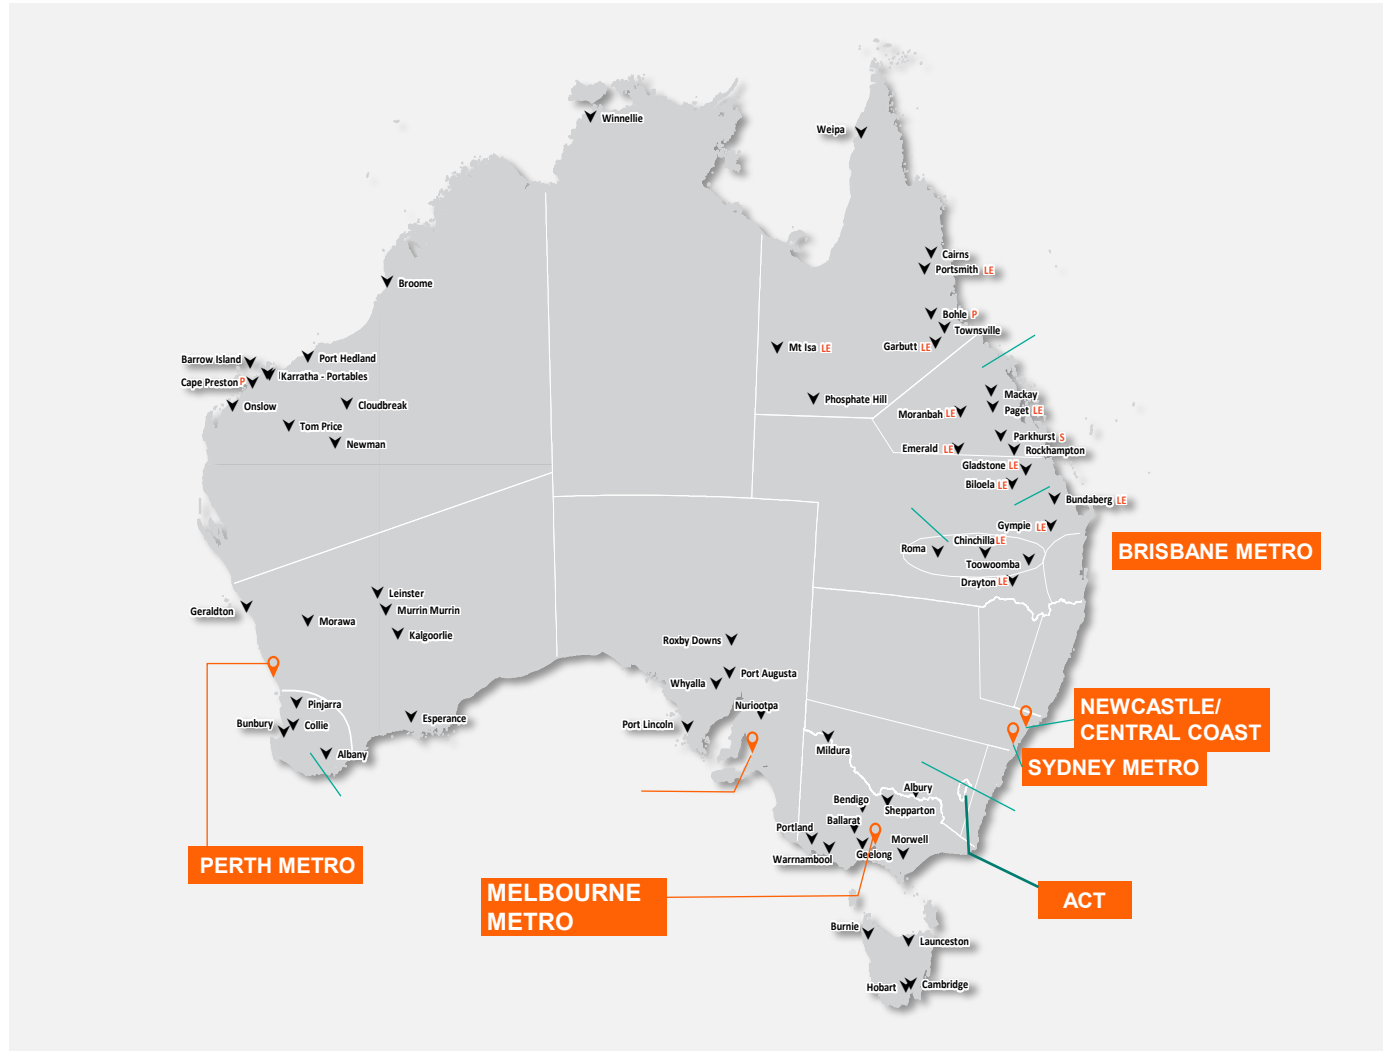 Winnellie
Weipa
Cairns
Portsmith LE
Broome
Bohle P
Townsville
Garbutt LE
Mt Isa LE
Barrow Island
Port Hedland
Karratha - Portables
Cape Preston P
Onslow
Cloudbreak
Tom Price
Newman
Phosphate Hill
Mackay
Moranbah LE
Paget LE
Parkhurst S
Emerald LE
Rockhampton
Gladstone LE
Biloela LE
Bundaberg LE
Gympie LE
Chinchilla LE
Roma
Toowoomba
Drayton LE
BRISBANE METRO
Leinster
Geraldton
Murrin Murrin
Morawa
Kalgoorlie
Roxby Downs
Port Augusta
Whyalla
Nurioopta
Pinjarra
Bunbury
Collie
Esperance
Port Lincoln
Albany
Mildura
NEWCASTLE/
CENTRAL COAST
SYDNEY METRO
Albury
Bendigo
Shepparton
Ballarat
Portland
Morwell
Warrnambool
Geelong
PERTH METRO
MELBOURNE
METRO
ACT
Burnie
Launceston
Hobart
Cambridge